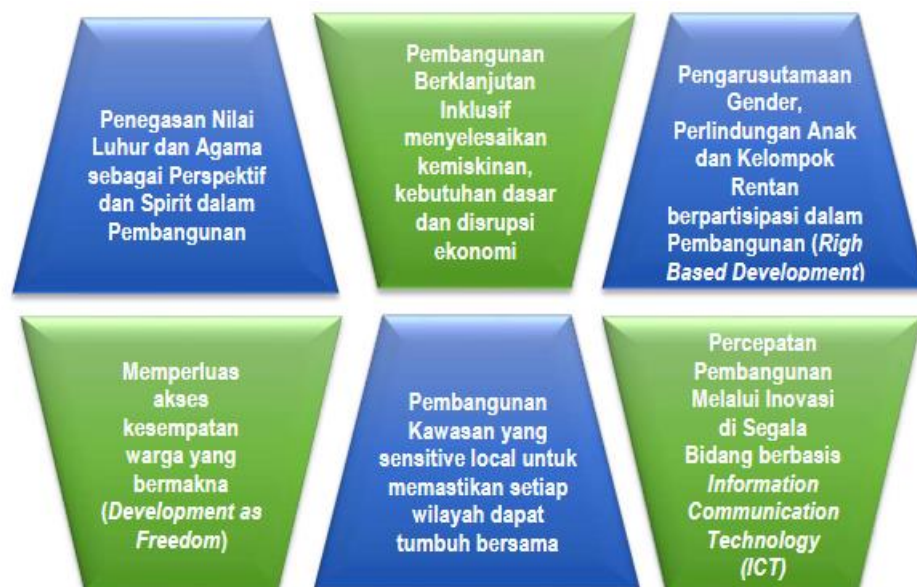 Penegasan Nilai
Luhur dan Agama
sebagai Perspektif
dan Spirit dalam
Pembangunan
Pembangunan
Berklanjutan
Inklusif
menyelesaikan
kemiskinan,
kebutuhan dasar
dan disrupsi
ekonomi
Pengarusutamaan
Gender,
Perlindungan Anak
dan Kelompok
Rentan
berpartisipasi dalam
Pembangunan (Righ
Based Development)
Memperluas
akses
kesempatan
warga yang
bermakna
(Development as
Freedom)
Pembangunan
Kawasan yang
sensitive local untuk
memastikan setiap
wilayah dapat
tumbuh bersama
Percepatan
Pembangunan
Melalui Inovasi
di Segala
Bidang berbasis
Information
Communication
Technology
(ICT)